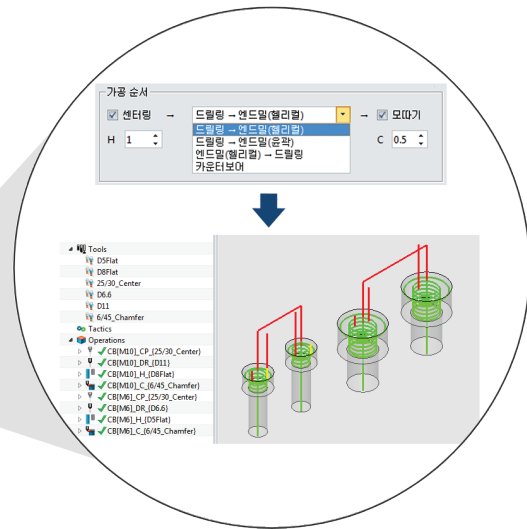 가공 순서
센터링 → 드릴링 → 엔드밀(헬리컬) → 모따기
드릴링 → 엔드밀(헬리컬)
H 1 드릴링 → 엔드밀(윤곽) C 0.5
엔드밀(헬리컬) → 드릴링
카운터보어
Tools
D5Flat
D8Flat
25/30_Center
D6.6
D11
6/45_Chamfer
Tactics
Operations
CB[M10]_CP_{25/30_Center}
CB[M10]_DR_{D11}
CB[M10]_H_{D8Flat}
CB[M10]_C_{6/45_Chamfer}
CB[M6]_CP_{25/30_Center}
CB[M6]_DR_{D6.6}
CB[M6]_H_{D5Flat}
CB[M6]_C_{6/45_Chamfer}